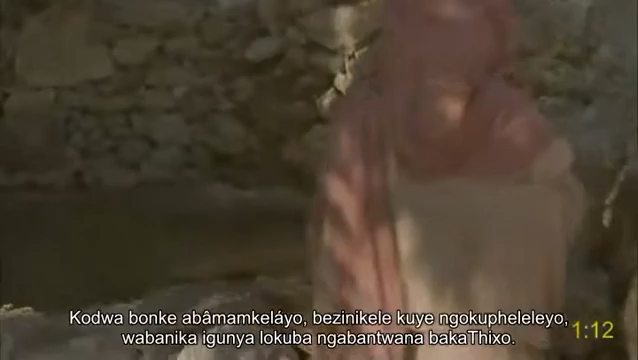 Kodwa bonke abâmamkeláyo, bezinikele kuye ngokupheleleyo,
wabanika igunya lokuba ngabantwana bakaThixo.
1:12